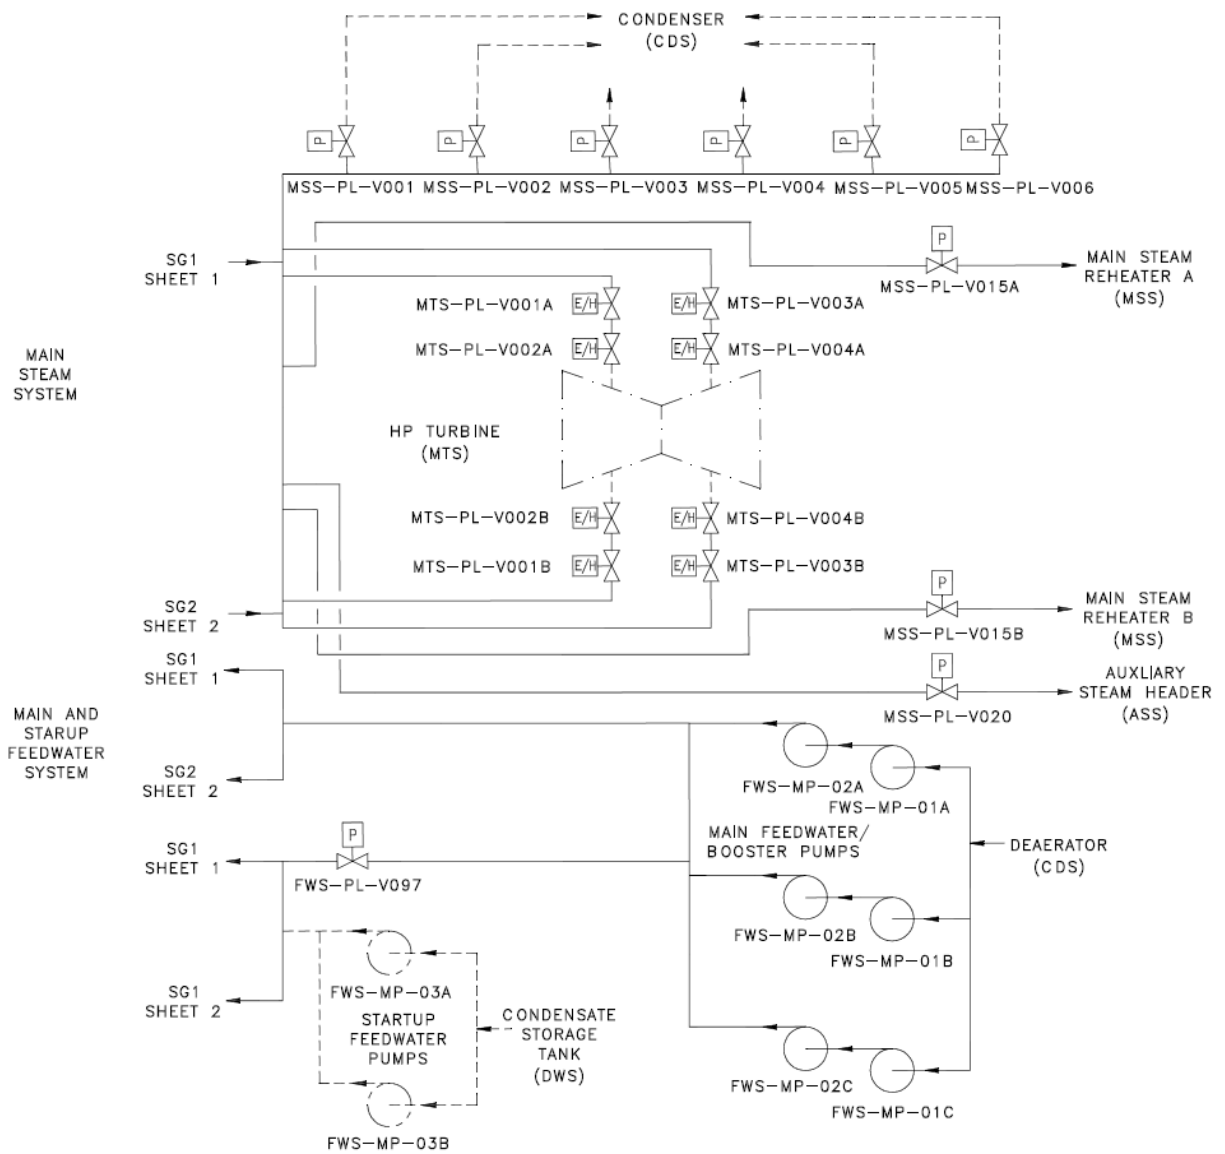 CONDENSER
(CDS)
P
P
P
P
P
P
MSS-PL-V001
MSS-PL-V002
MSS-PL-V003
MSS-PL-V004
MSS-PL-V005
MSS-PL-V006
SG1
SHEET 1
P
MSS-PL-V015A
MAIN STEAM
REHEATER A
(MSS)
MTS-PL-V001A
E/H
E/H
MTS-PL-V003A
MTS-PL-V002A
E/H
E/H
MTS-PL-V004A
MAIN
STEAM
SYSTEM
HP TURBINE
(MTS)
MTS-PL-V002B
E/H
E/H
MTS-PL-V004B
MTS-PL-V001B
E/H
E/H
MTS-PL-V003B
SG2
SHEET 2
P
MSS-PL-V015B
MAIN STEAM
REHEATER B
(MSS)
SG1
SHEET 1
P
MSS-PL-V020
AUXLIARY
STEAM HEADER
(ASS)
MAIN AND
STARUP
FEEDWATER
SYSTEM
SG2
SHEET 2
FWS-MP-02A
FWS-MP-01A
MAIN FEEDWATER/
BOOSTER PUMPS
DEAERATOR
(CDS)
SG1
SHEET 1
P
FWS-PL-V097
FWS-MP-02B
FWS-MP-01B
SG1
SHEET 2
FWS-MP-03A
STARTUP
FEEDWATER
PUMPS
CONDENSATE
STORAGE
TANK
(DWS)
FWS-MP-02C
FWS-MP-01C
FWS-MP-03B